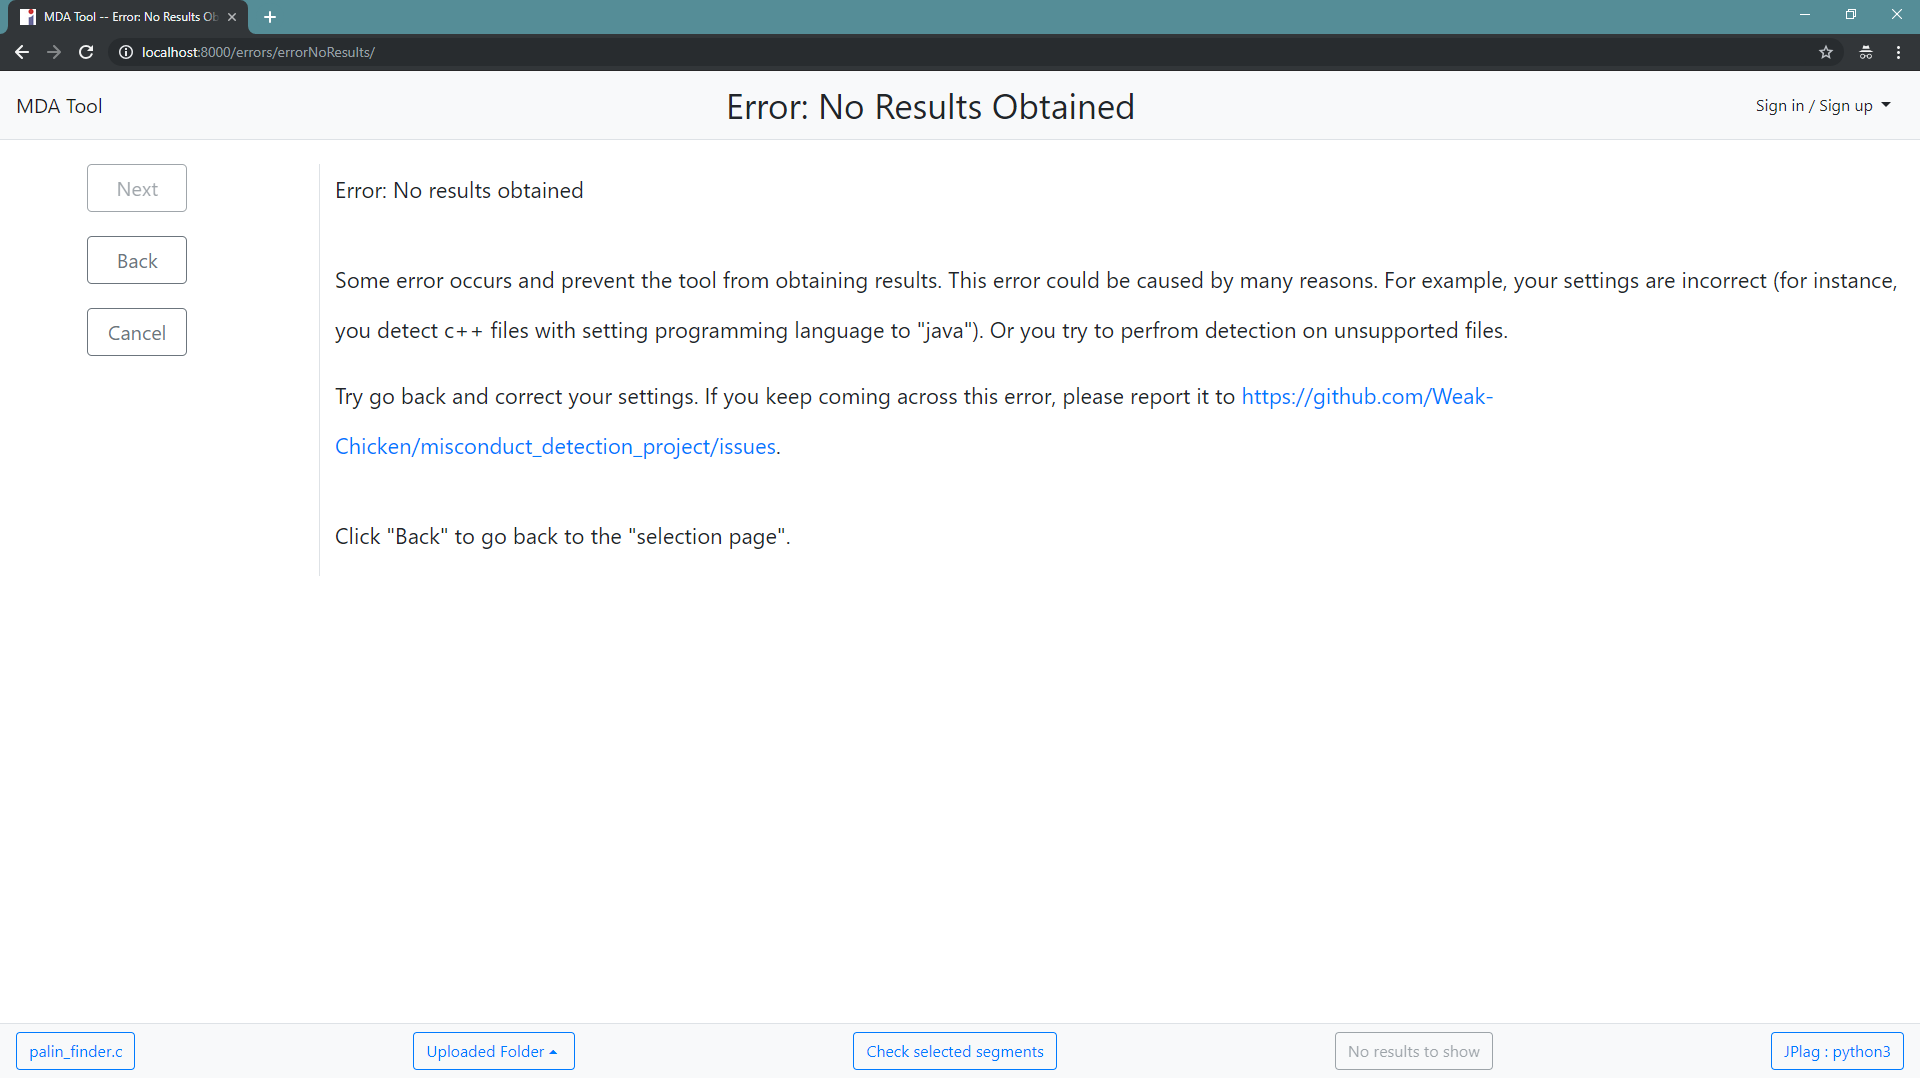 MDA Tool -- Error: No Results Ob
localhost:8000/errors/errorNoResults/
MDA Tool
Error: No Results Obtained
Sign in / Sign up
Next
Back
Cancel
Error: No results obtained
Some error occurs and prevent the tool from obtaining results. This error could be caused by many reasons. For example, your settings are incorrect (for instance,
you detect c++ files with setting programming language to "java"). Or you try to perfrom detection on unsupported files.
Try go back and correct your settings. If you keep coming across this error, please report it to https://github.com/Weak-
Chicken/misconduct_detection_project/issues.
Click "Back" to go back to the "selection page".
palin_finder.c
Uploaded Folder
Check selected segments
No results to show
JPlag : python3